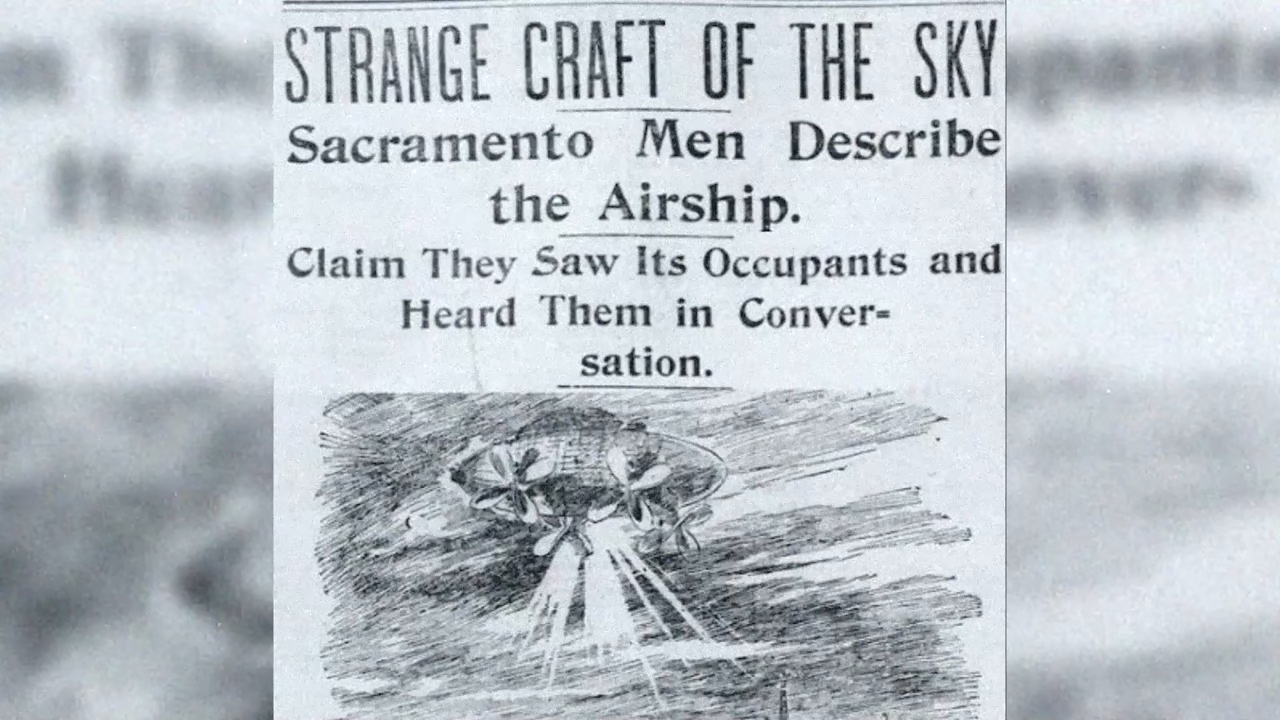 STRANGE CRAFT OF THE SKY
Sacramento Men Describe
the Airship.
Claim They Saw Its Occupants and
Heard Them in Conver=
sation.